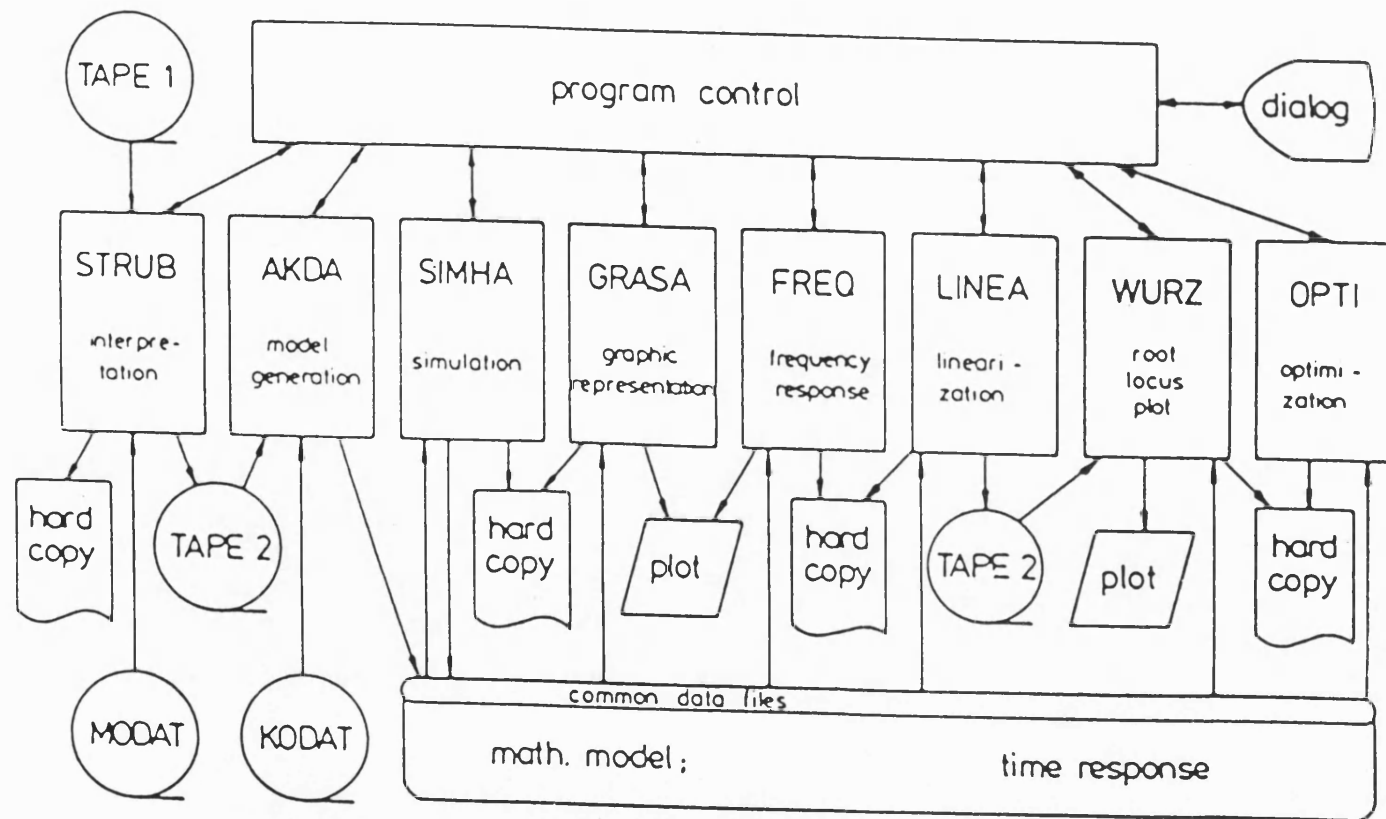 TAPE 1
program control
dialog
STRUB
interpre-
tation
AKDA
model
generation
SIMHA
simulation
GRASA
graphic
representation
FREQ
frequency
response
LINEA
lineari-
zation
WURZ
root
locus
plot
OPTI
optimi-
zation
hard
copy
TAPE 2
hard
copy
plot
hard
copy
TAPE 2
plot
hard
copy
MODAT
KODAT
common data files
math. model;
time response